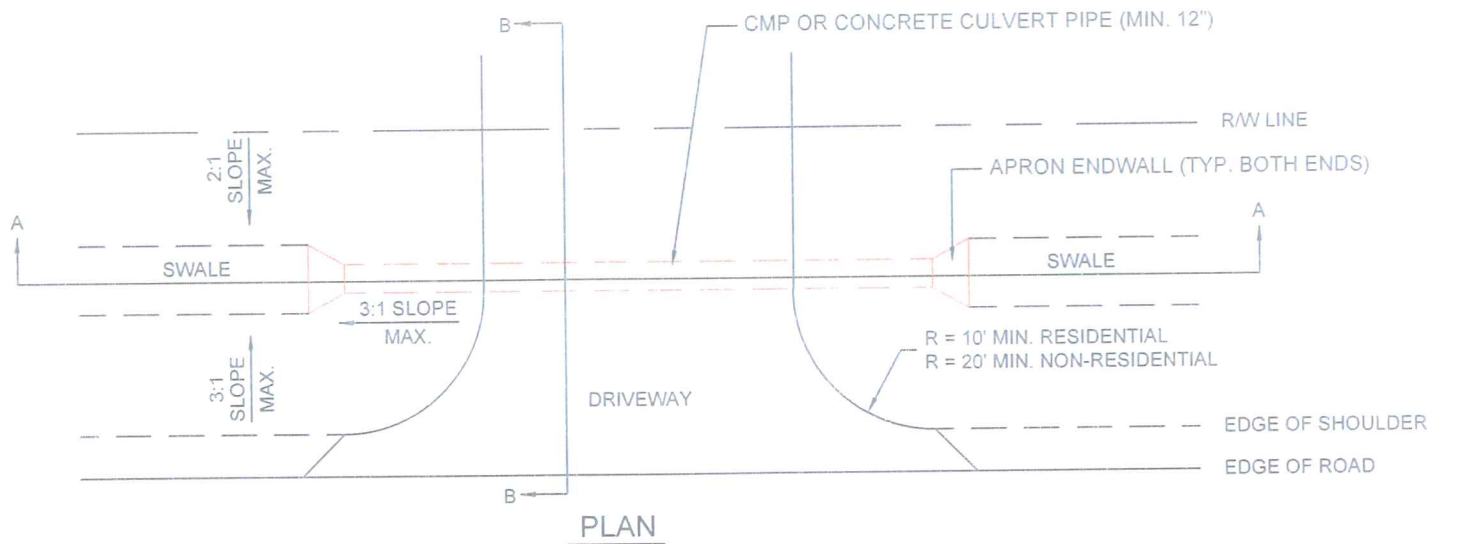 B
CMP OR CONCRETE CULVERT PIPE (MIN. 12")
R/W LINE
2:1
SLOPE
MAX.
APRON ENDWALL (TYP. BOTH ENDS)
A
A
SWALE
SWALE
3:1 SLOPE
MAX.
R = 10' MIN. RESIDENTIAL
R = 20' MIN. NON-RESIDENTIAL
3:1
SLOPE
MAX.
DRIVEWAY
EDGE OF SHOULDER
EDGE OF ROAD
B
PLAN